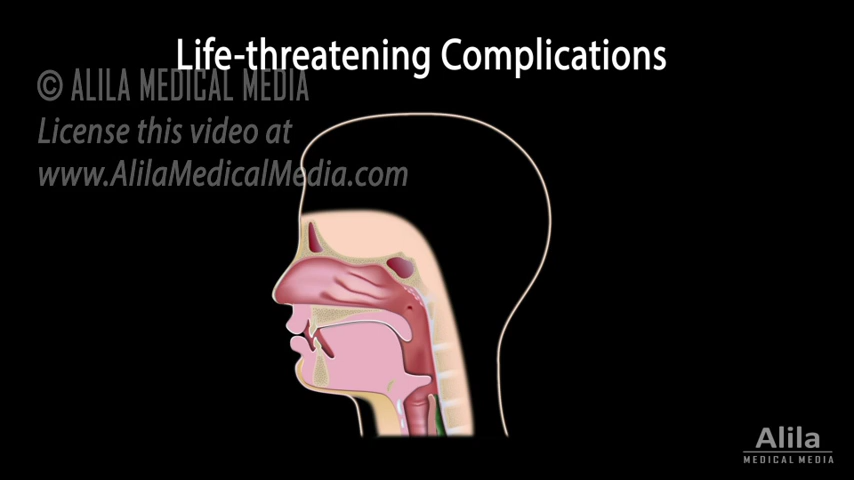 Life-threatening Complications
© ALILA MEDICAL MEDIA
License this video at
www.AlilaMedicalMedia.com
Alila
MEDICAL MEDIA